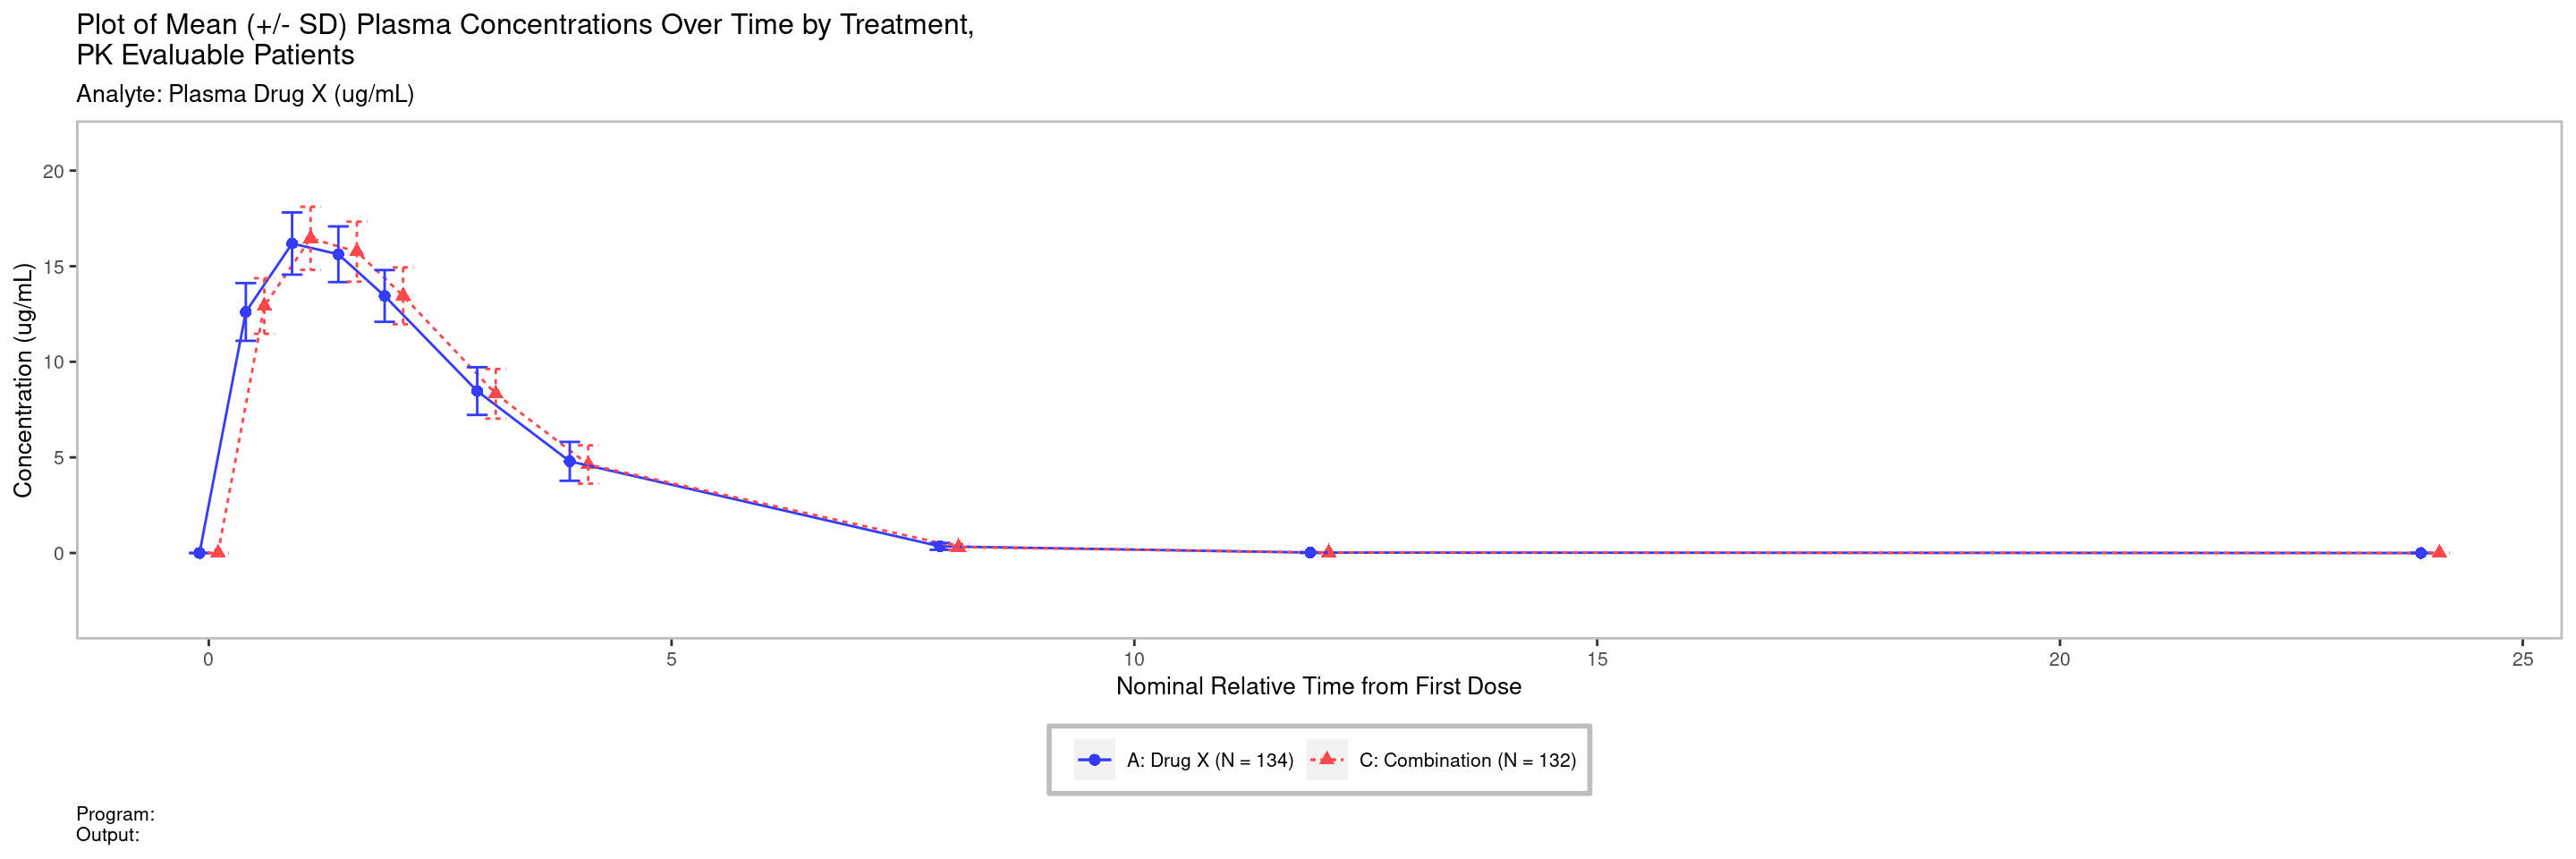 Plot of Mean (+/- SD) Plasma Concentrations Over Time by Treatment,
PK Evaluable Patients
Analyte: Plasma Drug X (ug/mL)
Concentration (ug/mL)
20
15
10
5
0
0 5 10 15 20 25
Nominal Relative Time from First Dose
A: Drug X (N = 134) C: Combination (N = 132)
Program:
Output: